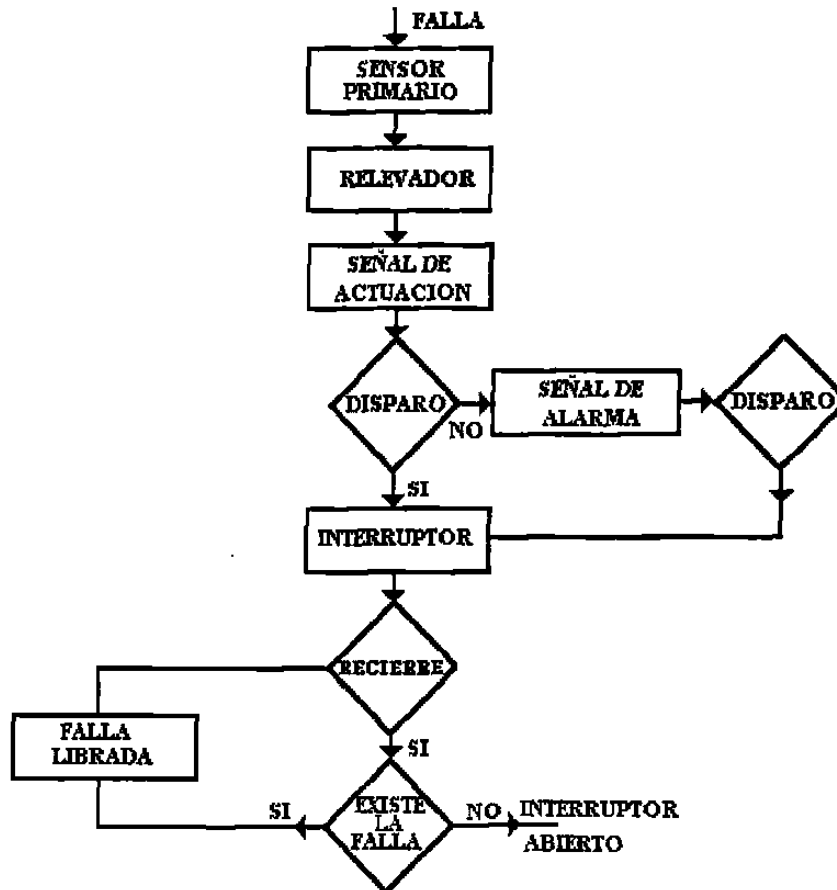 FALLA
SENSOR
PRIMARIO
RELEVADOR
SEÑAL DE
ACTUACION
DISPARO
NO
SEÑAL DE
ALARMA
DISPARO
SI
INTERRUPTOR
RECIERRE
FALLA
LIBRADA
SI
SI
EXISTE
LA
FALLA
NO
INTERRUPTOR
ABIERTO